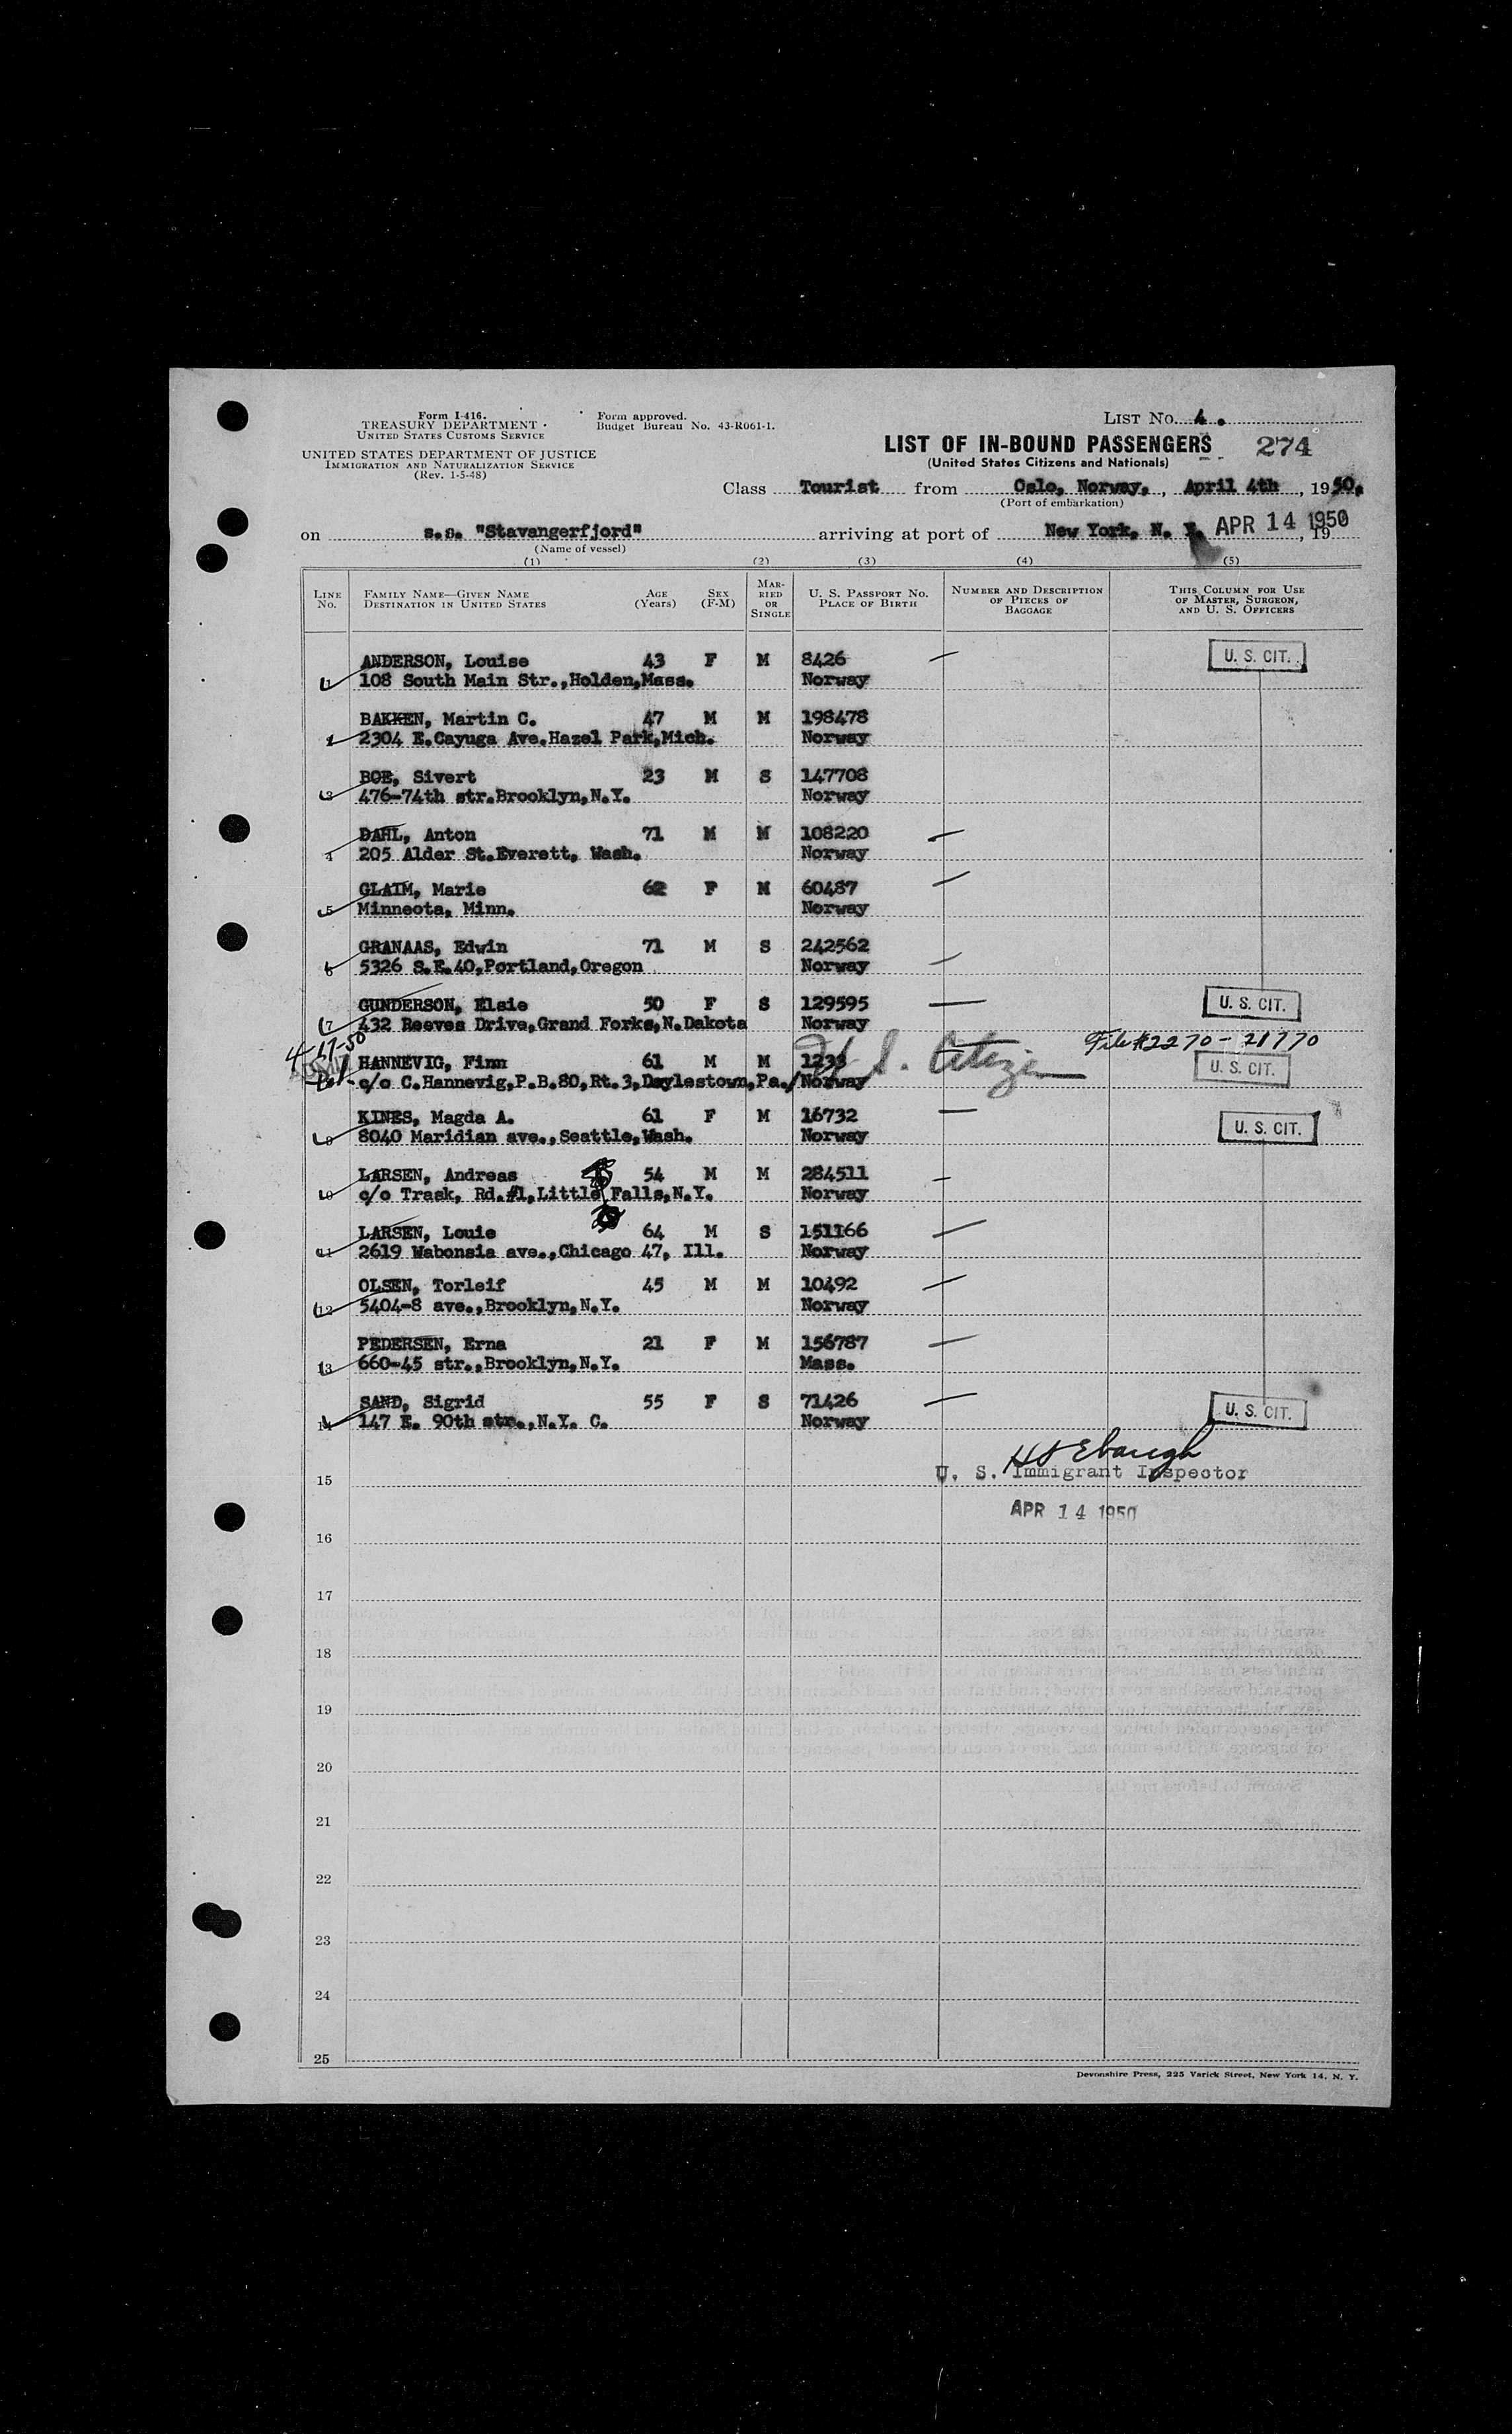 Form I-416.
TREASURY DEPARTMENT
UNITED STATES CUSTOMS SERVICE
UNITED STATES DEPARTMENT OF JUSTICE
IMMIGRATION AND NATURALIZATION SERVICE
(Rev. 1-5-48)
Form approved.
Budget Bureau No. 43-R061-1.
LIST No. 4.
LIST OF IN-BOUND PASSENGERS 274
(United States Citizens and Nationals)
Class Tourist from Oslo, Norway, , April 4th , 1950.
(Port of embarkation)
on s.s. "Stavangerfjord" arriving at port of New York, N. Y. APR 14 1950 , 19
(Name of vessel)
(1) (2) (3) (4) (5)
LINE No. FAMILY NAME—GIVEN NAME DESTINATION IN UNITED STATES AGE (Years) SEX (F-M) MARRIED OR SINGLE U. S. PASSPORT NO. PLACE OF BIRTH NUMBER AND DESCRIPTION OF PIECES OF BAGGAGE THIS COLUMN FOR USE OF MASTER, SURGEON, AND U. S. OFFICERS
ANDERSON, Louise 43 F M 8426 — U. S. CIT.
1 108 South Main Str.,Holden,Mass. Norway
BAKKEN, Martin C. 47 M M 198478
2 2304 E.Cayuga Ave.Hazel Park,Mich. Norway
BOE, Sivert 23 M S 147708
3 476-74th str.Brooklyn,N.Y. Norway
DAHL, Anton 71 M M 108220 —
4 205 Alder St.Everett, Wash. Norway
GLAIM, Marie 62 F M 60487 —
5 Minneota, Minn. Norway
GRANAAS, Edwin 71 M S 242562 —
6 5326 S.E.40,Portland,Oregon Norway
GUNDERSON, Elsie 50 F S 129595 — U. S. CIT.
7 432 Reeves Drive,Grand Forks,N.Dakota Norway
4-17-50 File #2270-21770
HANNEVIG, Finn 61 M M 1233 U. S. Citizen U. S. CIT.
c/o C.Hannevig,P.B.80,Rt.3,Doylestown,Pa./Norway
KINES, Magda A. 61 F M 16732 — U. S. CIT.
9 8040 Maridian ave.,Seattle,Wash. Norway
LARSEN, Andreas 54 M M 284511 —
10 c/o Trask, Rd.#1,Little Falls,N.Y. Norway
LARSEN, Louie 64 M S 151166 —
11 2619 Wabonsia ave.,Chicago 47, Ill. Norway
OLSEN, Torleif 45 M M 10492 —
12 5404-8 ave.,Brooklyn,N.Y. Norway
PEDERSEN, Erna 21 F M 156787 —
13 660-45 str.,Brooklyn,N.Y. Mass.
SAND, Sigrid 55 F S 71426 — U. S. CIT.
14 147 E. 90th str.,N.Y. C. Norway
H S Ebaugh
15 U. S. Immigrant Inspector
APR 14 1950
16
17
18
19
20
21
22
23
24
25
Devonshire Press, 225 Varick Street, New York 14, N. Y.